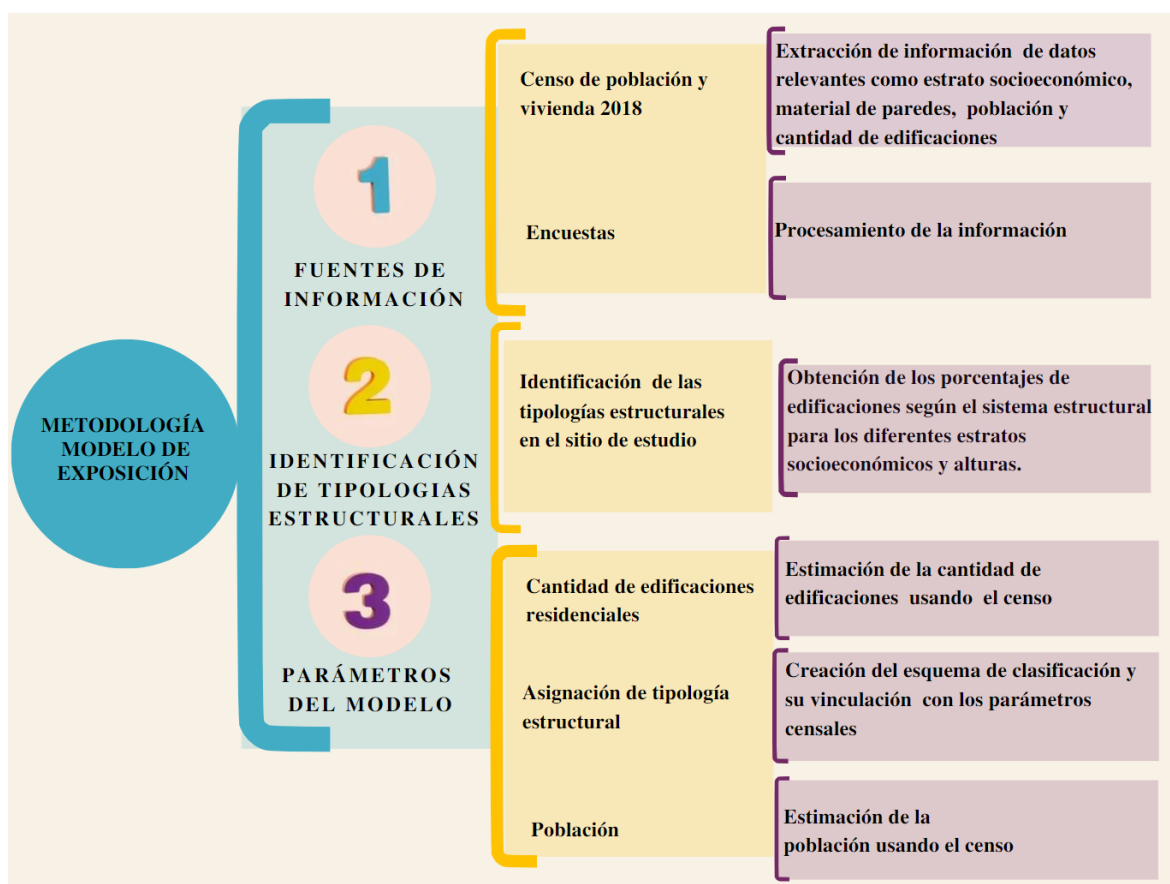 METODOLOGÍA
MODELO DE
EXPOSICIÓN
1
FUENTES DE
INFORMACIÓN
Censo de población y
vivienda 2018
Extracción de información de datos
relevantes como estrato socioeconómico,
material de paredes, población y
cantidad de edificaciones
Encuestas
Procesamiento de la información
2
IDENTIFICACIÓN
DE TIPOLOGIAS
ESTRUCTURALES
Identificación de las
tipologías estructurales
en el sitio de estudio
Obtención de los porcentajes de
edificaciones según el sistema estructural
para los diferentes estratos
socioeconómicos y alturas.
3
PARÁMETROS
DEL MODELO
Cantidad de edificaciones
residenciales
Estimación de la cantidad de
edificaciones usando el censo
Asignación de tipología
estructural
Creación del esquema de clasificación y
su vinculación con los parámetros
censales
Población
Estimación de la
población usando el censo